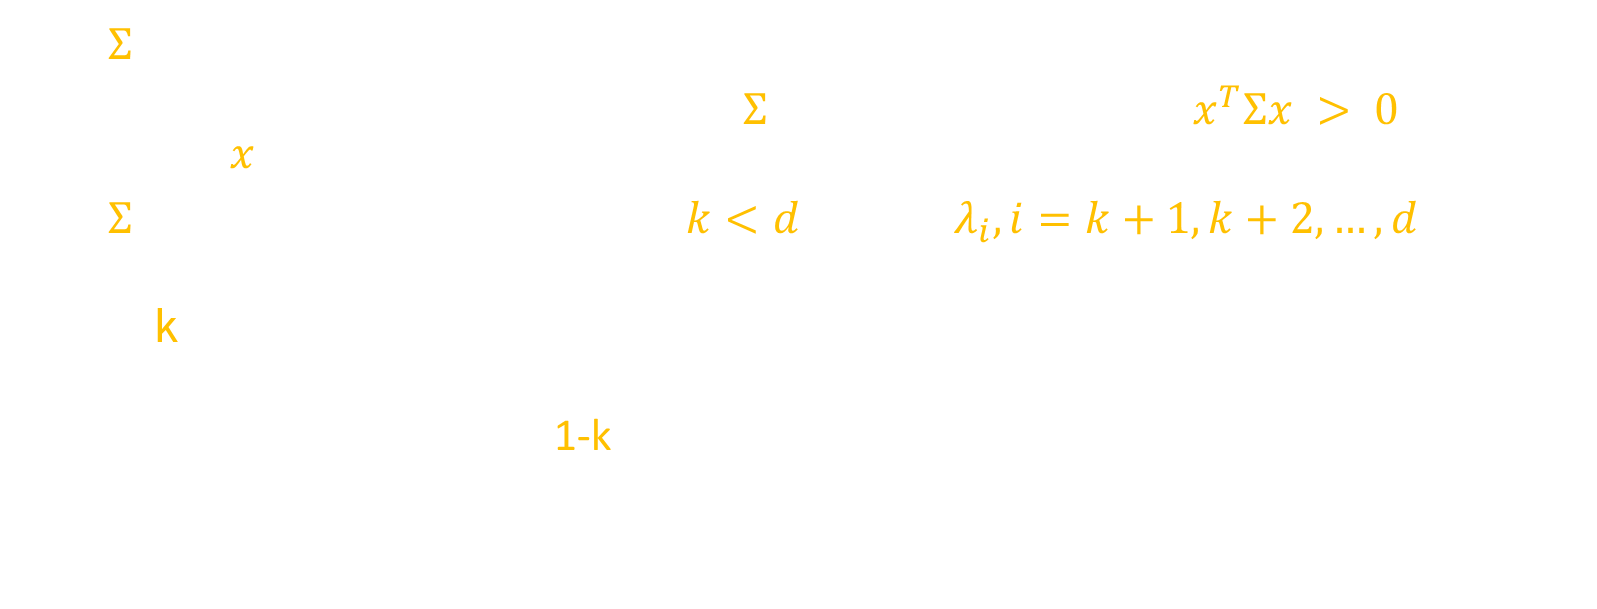 Σ
Σ x^T Σx > 0
x
Σ k < d λ_i, i = k + 1, k + 2, … , d
k
1-k